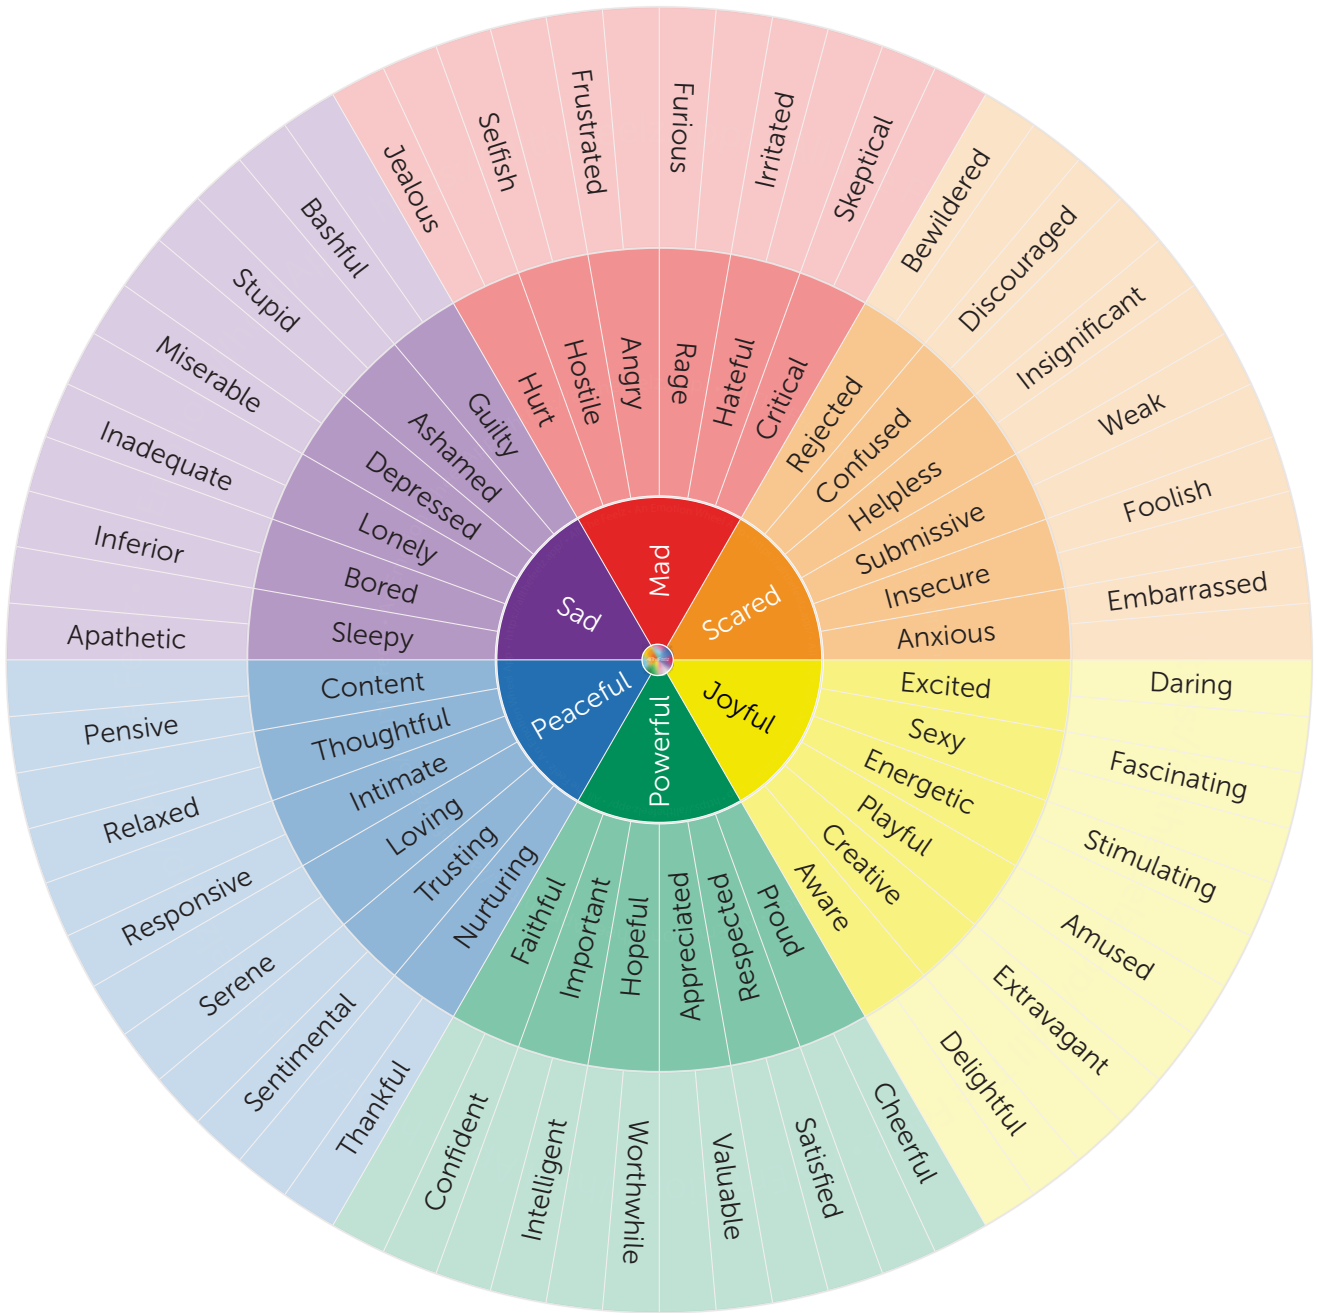 Mad
Scared
Joyful
Powerful
Peaceful
Sad
Hurt
Hostile
Angry
Rage
Hateful
Critical
Rejected
Confused
Helpless
Submissive
Insecure
Anxious
Excited
Sexy
Energetic
Playful
Creative
Aware
Proud
Respected
Appreciated
Hopeful
Important
Faithful
Nurturing
Trusting
Loving
Intimate
Thoughtful
Content
Sleepy
Bored
Lonely
Depressed
Ashamed
Guilty
Jealous
Selfish
Frustrated
Furious
Irritated
Skeptical
Bewildered
Discouraged
Insignificant
Weak
Foolish
Embarrassed
Daring
Fascinating
Stimulating
Amused
Extravagant
Delightful
Cheerful
Satisfied
Valuable
Worthwhile
Intelligent
Confident
Thankful
Sentimental
Serene
Responsive
Relaxed
Pensive
Apathetic
Inferior
Inadequate
Miserable
Stupid
Bashful